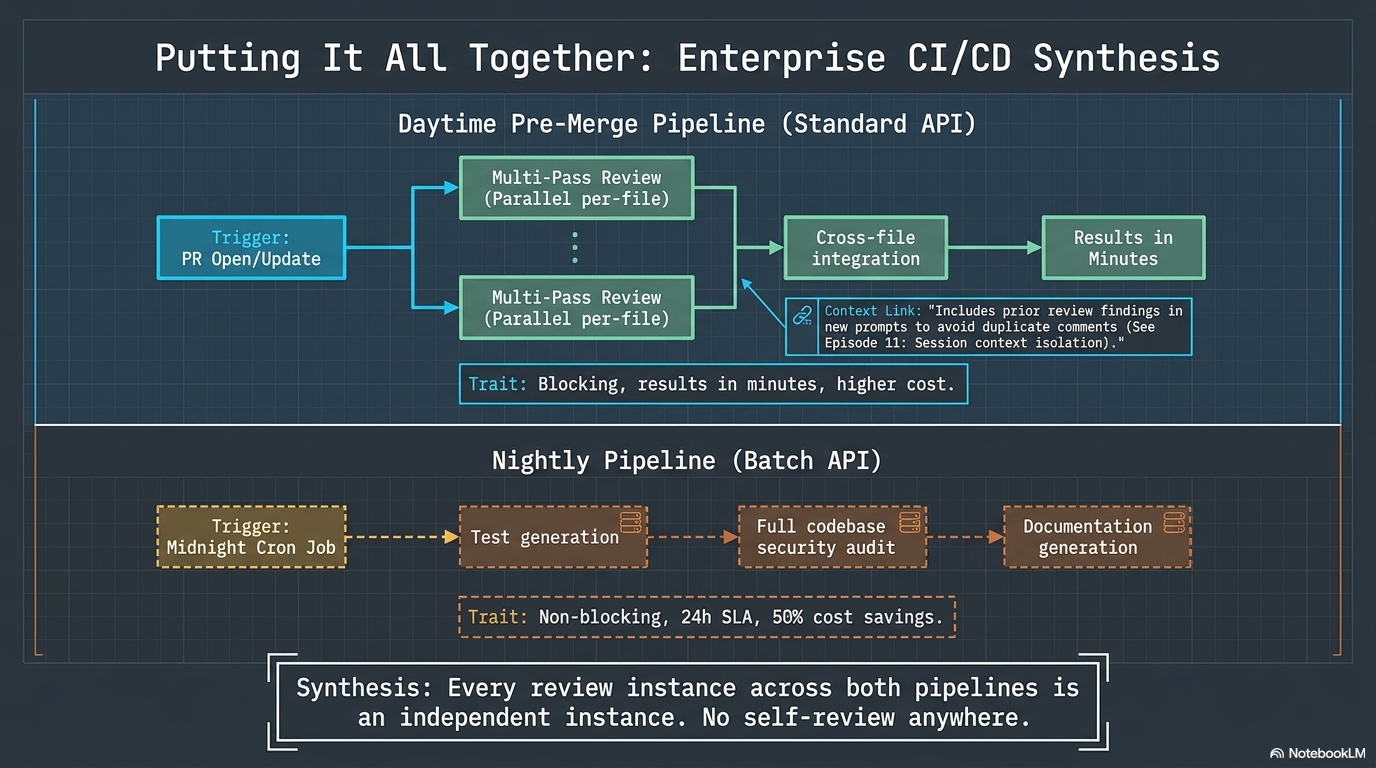 Putting It All Together: Enterprise CI/CD Synthesis
Daytime Pre-Merge Pipeline (Standard API)
Trigger:
PR Open/Update
Multi-Pass Review
(Parallel per-file)
Multi-Pass Review
(Parallel per-file)
Cross-file
integration
Results in
Minutes
Context Link: "Includes prior review findings in
new prompts to avoid duplicate comments (See
Episode 11: Session context isolation)."
Trait: Blocking, results in minutes, higher cost.
Nightly Pipeline (Batch API)
Trigger:
Midnight Cron Job
Test generation
Full codebase
security audit
Documentation
generation
Trait: Non-blocking, 24h SLA, 50% cost savings.
Synthesis: Every review instance across both pipelines is
an independent instance. No self-review anywhere.
NotebookLM